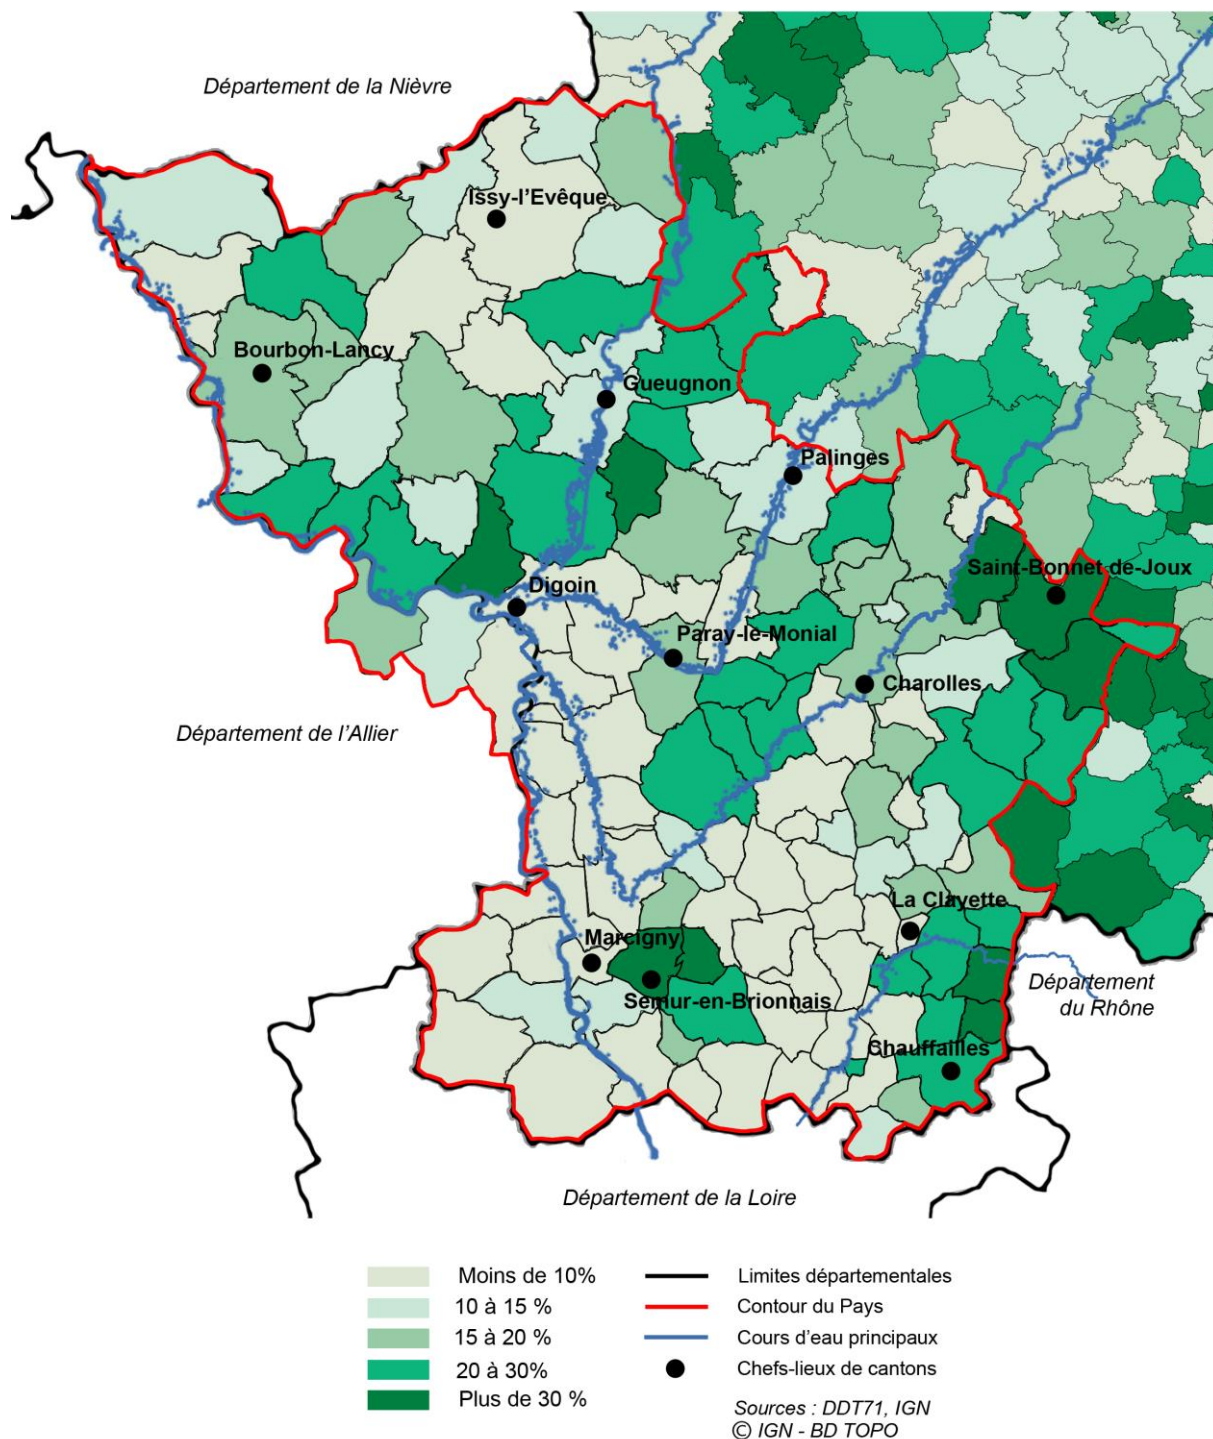 Département de la Nièvre
Issy-l'Evêque
Bourbon-Lancy
Gueugnon
Palinges
Saint-Bonnet-de-Joux
Digoin
Paray-le-Monial
Charolles
Département de l'Allier
La Clayette
Marcigny
Semur-en-Brionnais
Département
du Rhône
Chauffailles
Département de la Loire
Moins de 10%
10 à 15 %
15 à 20 %
20 à 30%
Plus de 30 %
Limites départementales
Contour du Pays
Cours d'eau principaux
Chefs-lieux de cantons
Sources : DDT71, IGN
© IGN - BD TOPO